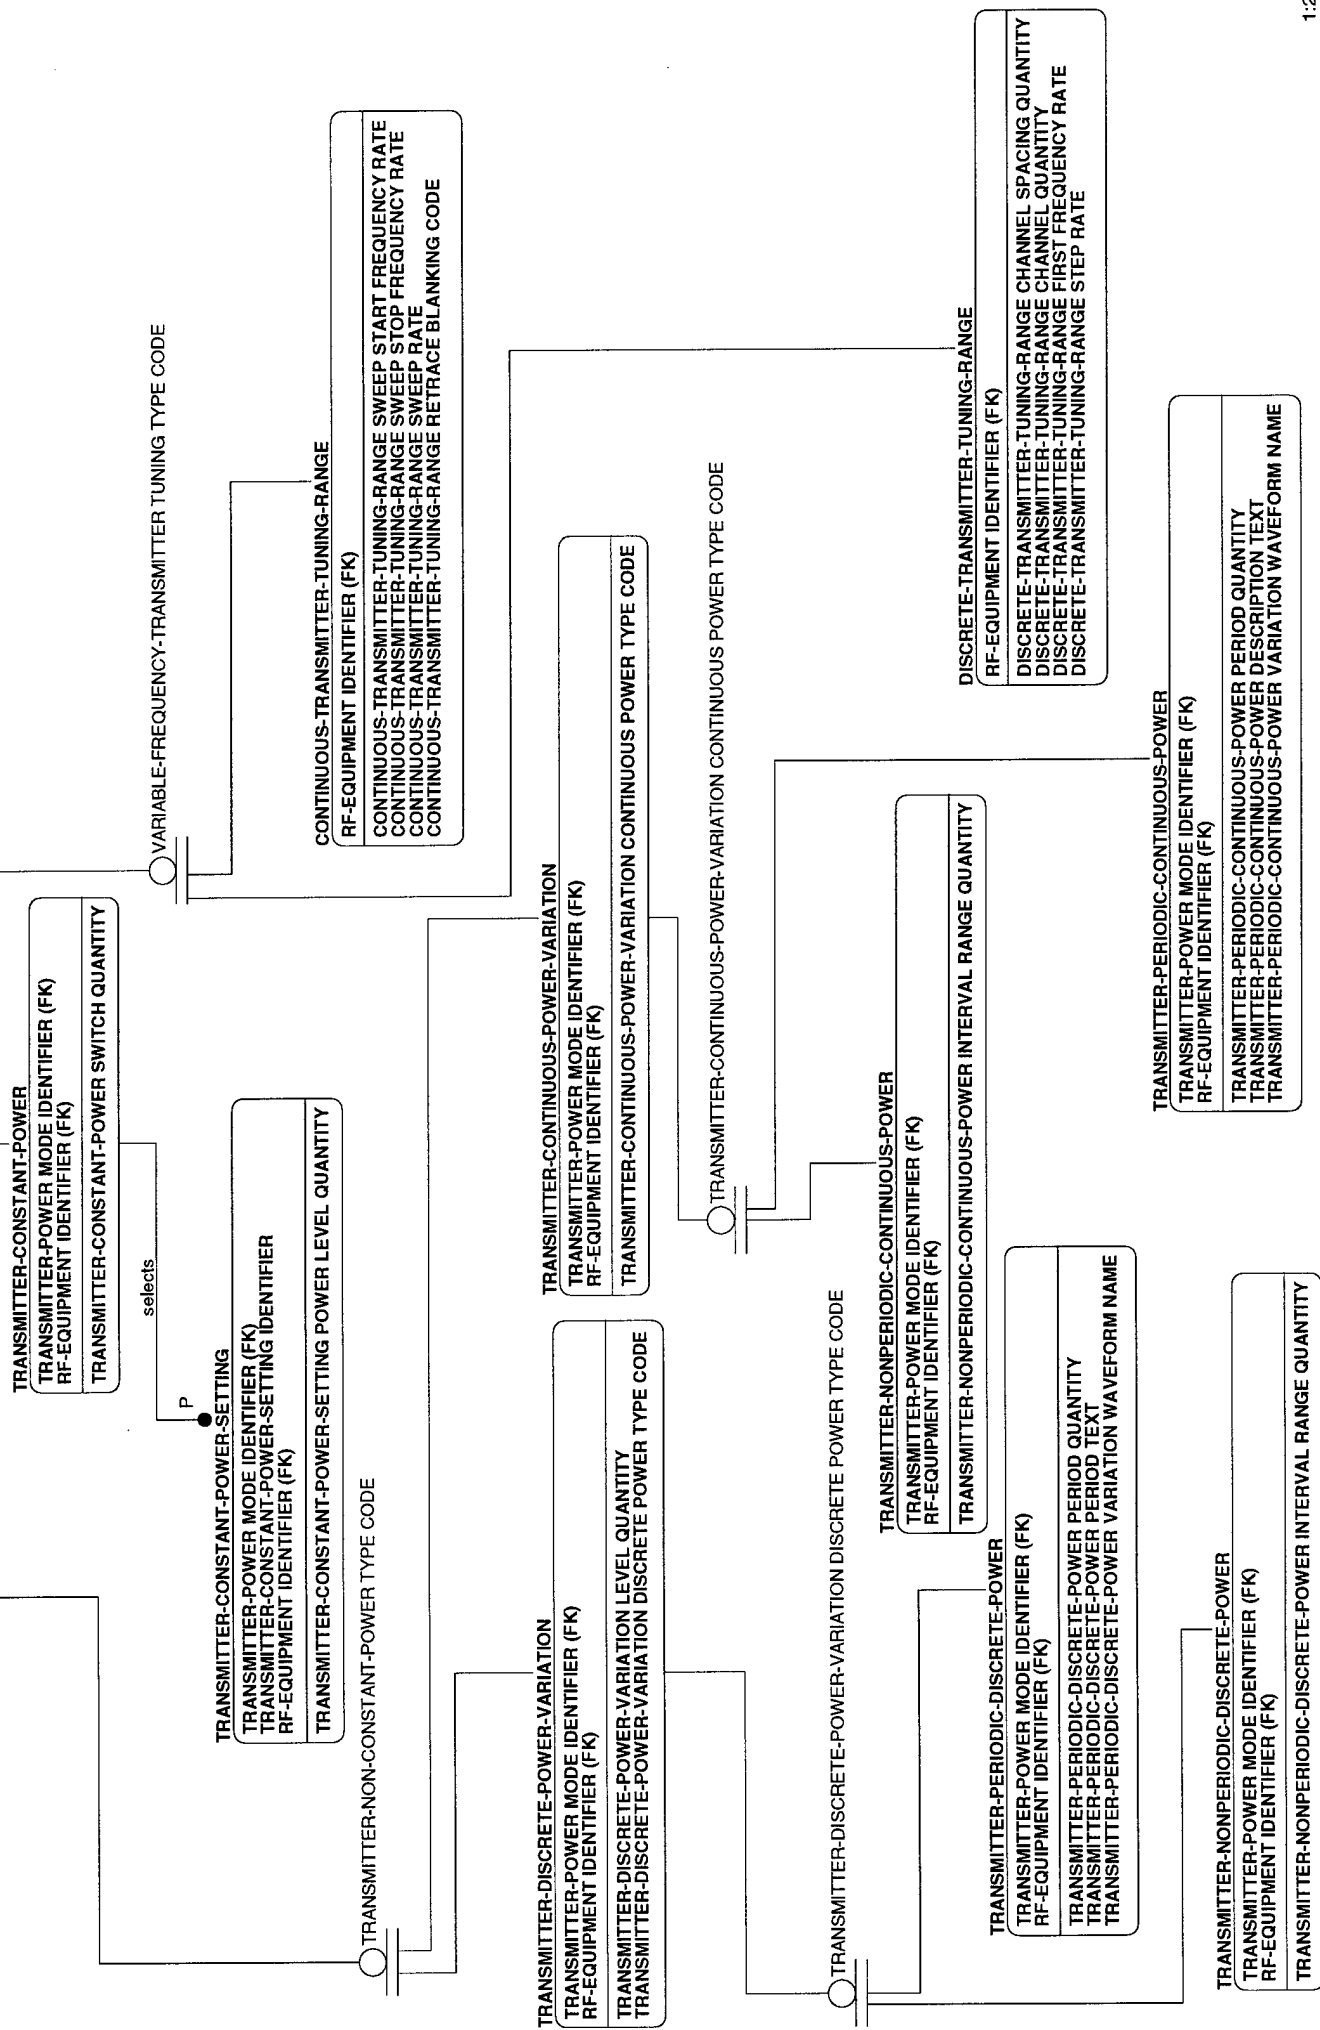 TRANSMITTER-CONSTANT-POWER
TRANSMITTER-POWER MODE IDENTIFIER (FK)
RF-EQUIPMENT IDENTIFIER (FK)
TRANSMITTER-CONSTANT-POWER SWITCH QUANTITY
selects
P
TRANSMITTER-CONSTANT-POWER-SETTING
TRANSMITTER-POWER MODE IDENTIFIER (FK)
TRANSMITTER-CONSTANT-POWER-SETTING IDENTIFIER
RF-EQUIPMENT IDENTIFIER (FK)
TRANSMITTER-CONSTANT-POWER-SETTING POWER LEVEL QUANTITY
VARIABLE-FREQUENCY-TRANSMITTER TUNING TYPE CODE
CONTINUOUS-TRANSMITTER-TUNING-RANGE
RF-EQUIPMENT IDENTIFIER (FK)
CONTINUOUS-TRANSMITTER-TUNING-RANGE SWEEP START FREQUENCY RATE
CONTINUOUS-TRANSMITTER-TUNING-RANGE SWEEP STOP FREQUENCY RATE
CONTINUOUS-TRANSMITTER-TUNING-RANGE SWEEP RATE
CONTINUOUS-TRANSMITTER-TUNING-RANGE RETRACE BLANKING CODE
TRANSMITTER-NON-CONSTANT-POWER TYPE CODE
TRANSMITTER-DISCRETE-POWER-VARIATION
TRANSMITTER-POWER MODE IDENTIFIER (FK)
RF-EQUIPMENT IDENTIFIER (FK)
TRANSMITTER-DISCRETE-POWER-VARIATION LEVEL QUANTITY
TRANSMITTER-DISCRETE-POWER-VARIATION DISCRETE POWER TYPE CODE
TRANSMITTER-CONTINUOUS-POWER-VARIATION
TRANSMITTER-POWER MODE IDENTIFIER (FK)
RF-EQUIPMENT IDENTIFIER (FK)
TRANSMITTER-CONTINUOUS-POWER-VARIATION CONTINUOUS POWER TYPE CODE
TRANSMITTER-CONTINUOUS-POWER-VARIATION CONTINUOUS POWER TYPE CODE
TRANSMITTER-DISCRETE-POWER-VARIATION DISCRETE POWER TYPE CODE
TRANSMITTER-NONPERIODIC-CONTINUOUS-POWER
TRANSMITTER-POWER MODE IDENTIFIER (FK)
RF-EQUIPMENT IDENTIFIER (FK)
TRANSMITTER-NONPERIODIC-CONTINUOUS-POWER INTERVAL RANGE QUANTITY
DISCRETE-TRANSMITTER-TUNING-RANGE
RF-EQUIPMENT IDENTIFIER (FK)
DISCRETE-TRANSMITTER-TUNING-RANGE CHANNEL SPACING QUANTITY
DISCRETE-TRANSMITTER-TUNING-RANGE CHANNEL QUANTITY
DISCRETE-TRANSMITTER-TUNING-RANGE FIRST FREQUENCY RATE
DISCRETE-TRANSMITTER-TUNING-RANGE STEP RATE
TRANSMITTER-PERIODIC-DISCRETE-POWER
TRANSMITTER-POWER MODE IDENTIFIER (FK)
RF-EQUIPMENT IDENTIFIER (FK)
TRANSMITTER-PERIODIC-DISCRETE-POWER PERIOD QUANTITY
TRANSMITTER-PERIODIC-DISCRETE-POWER PERIOD TEXT
TRANSMITTER-PERIODIC-DISCRETE-POWER VARIATION WAVEFORM NAME
TRANSMITTER-PERIODIC-CONTINUOUS-POWER
TRANSMITTER-POWER MODE IDENTIFIER (FK)
RF-EQUIPMENT IDENTIFIER (FK)
TRANSMITTER-PERIODIC-CONTINUOUS-POWER PERIOD QUANTITY
TRANSMITTER-PERIODIC-CONTINUOUS-POWER DESCRIPTION TEXT
TRANSMITTER-PERIODIC-CONTINUOUS-POWER VARIATION WAVEFORM NAME
TRANSMITTER-NONPERIODIC-DISCRETE-POWER
TRANSMITTER-POWER MODE IDENTIFIER (FK)
RF-EQUIPMENT IDENTIFIER (FK)
TRANSMITTER-NONPERIODIC-DISCRETE-POWER INTERVAL RANGE QUANTITY